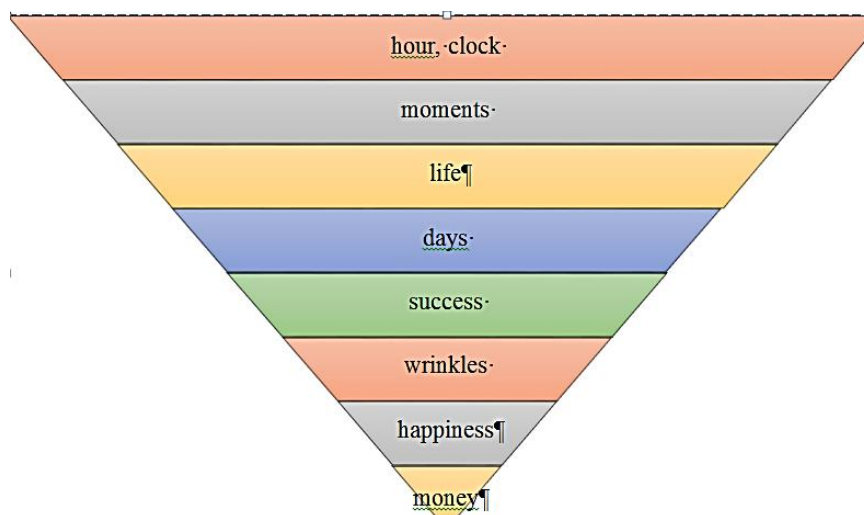 hour, clock
moments
life¶
days
success
wrinkles
happiness¶
money¶